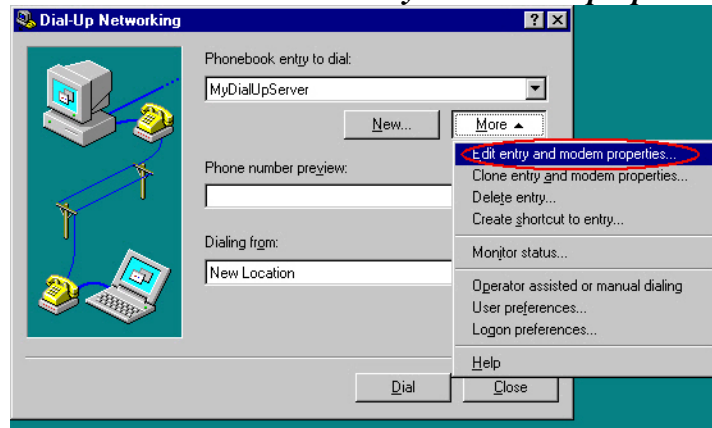 Dial-Up Networking
Phonebook entry to dial:
MyDialUpServer
New...
More
Edit entry and modem properties...
Clone entry and modem properties...
Delete entry...
Create shortcut to entry...
Monitor status...
Operator assisted or manual dialing
User preferences...
Logon preferences...
Help
Phone number preview:
Dialing from:
New Location
Dial
Close